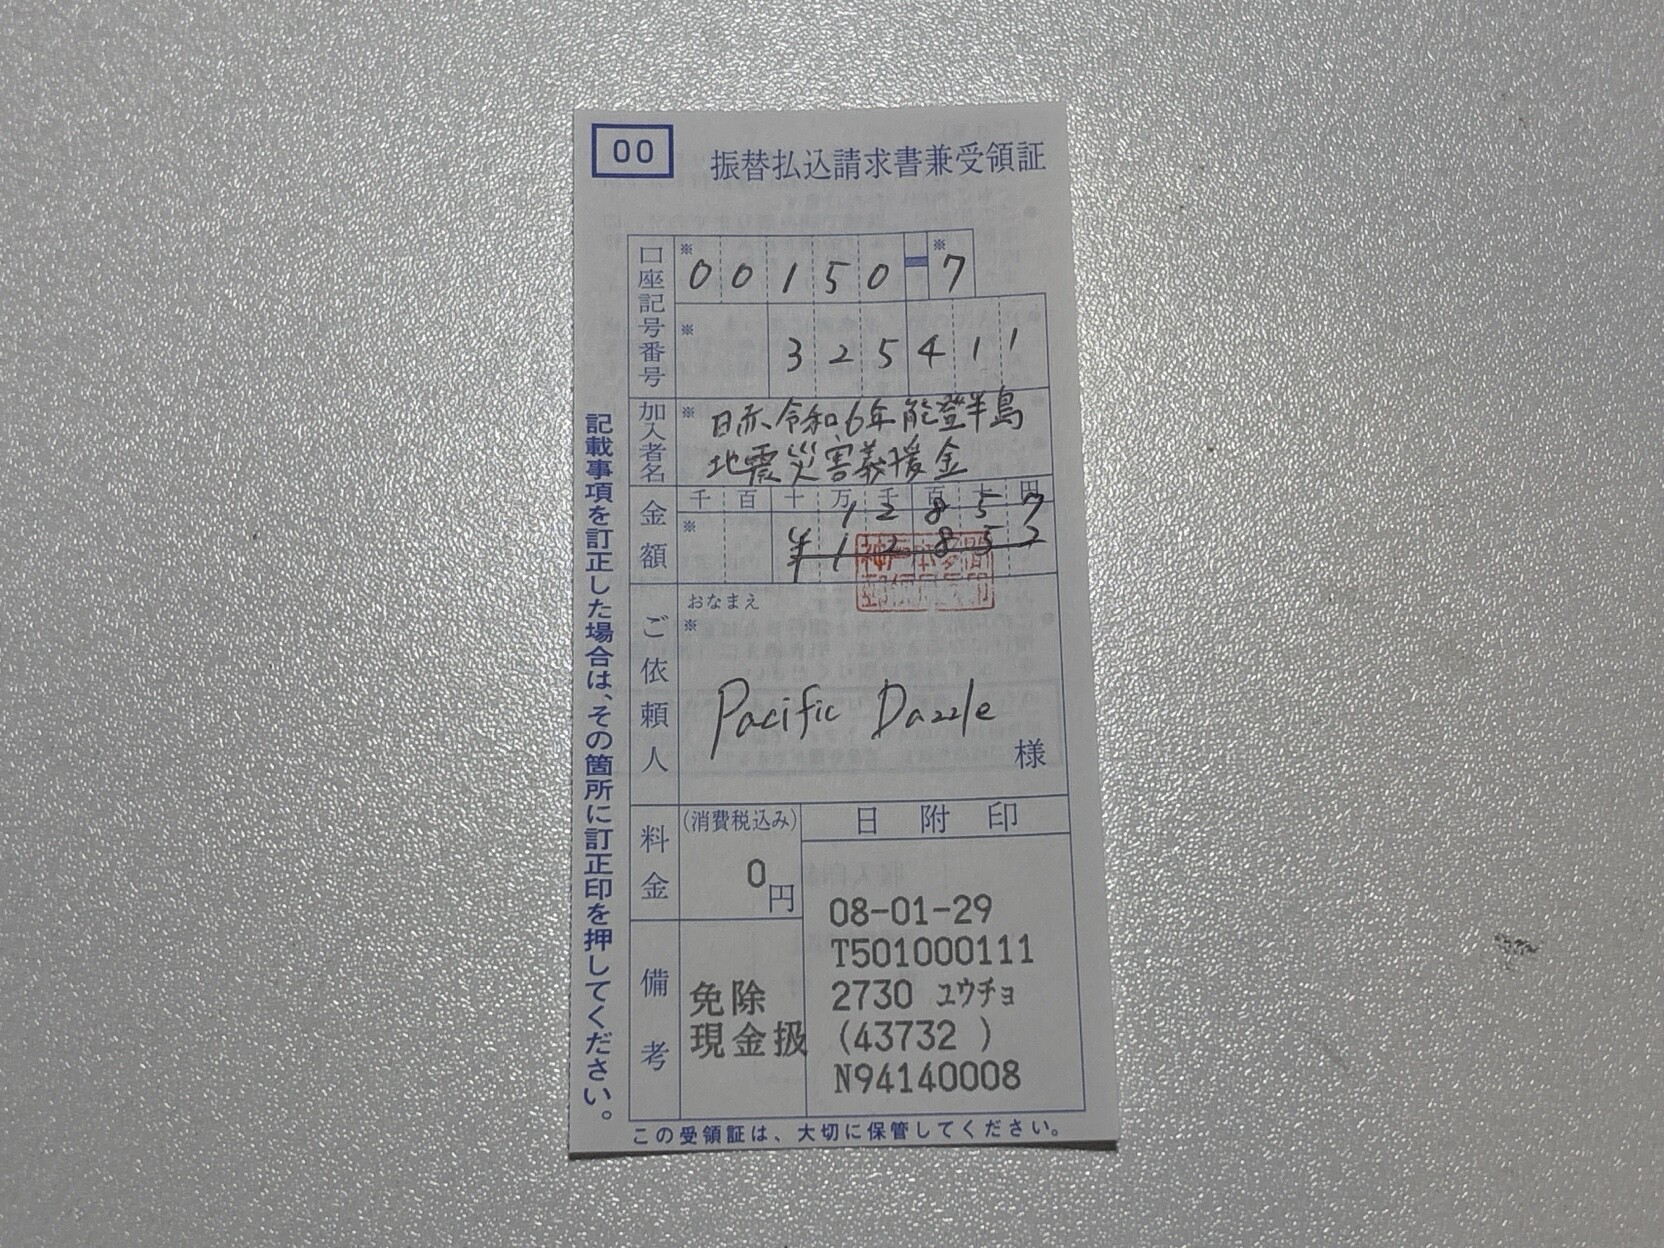 00
振替払込請求書兼受領証
口座記号番号
※ 00150-7
※ 325411
加入者名
※ 日赤令和6年能登半島
地震災害義援金
金額
千 百 十 万 千 百 十 円
12857
※ ¥12853
ご依頼人
おなまえ
※
Pacific Dazzle
様
料金
(消費税込み)
0円
日附印
08-01-29
T501000111
2730 ユウチョ
(43732 )
N94140008
備考
免除
現金扱
記載事項を訂正した場合は、その箇所に訂正印を押してください。
この受領証は、大切に保管してください。